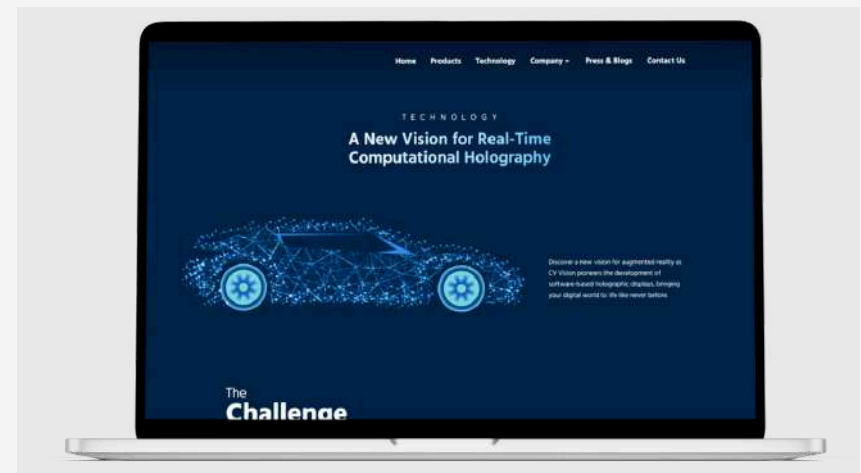 Home Products Technology Company Press & Blogs Contact Us
TECHNOLOGY
A New Vision for Real-Time
Computational Holography
Discover a new vision for augmented reality as
CY Vision pioneers the development of
software-based holographic displays, bringing
your digital world to life like never before.
The
Challenge